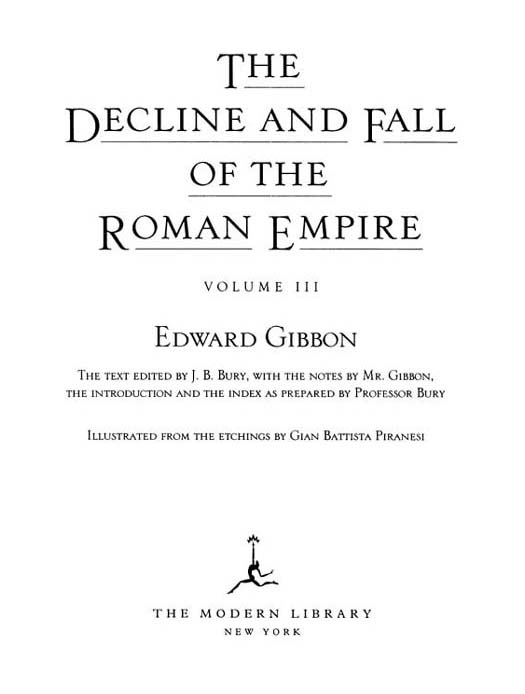 THE
DECLINE AND FALL
OF THE
ROMAN EMPIRE
VOLUME III
EDWARD GIBBON
THE TEXT EDITED BY J. B. BURY, WITH THE NOTES BY MR. GIBBON,
THE INTRODUCTION AND THE INDEX AS PREPARED BY PROFESSOR BURY
ILLUSTRATED FROM THE ETCHINGS BY GIAN BATTISTA PIRANESI
THE MODERN LIBRARY
NEW YORK